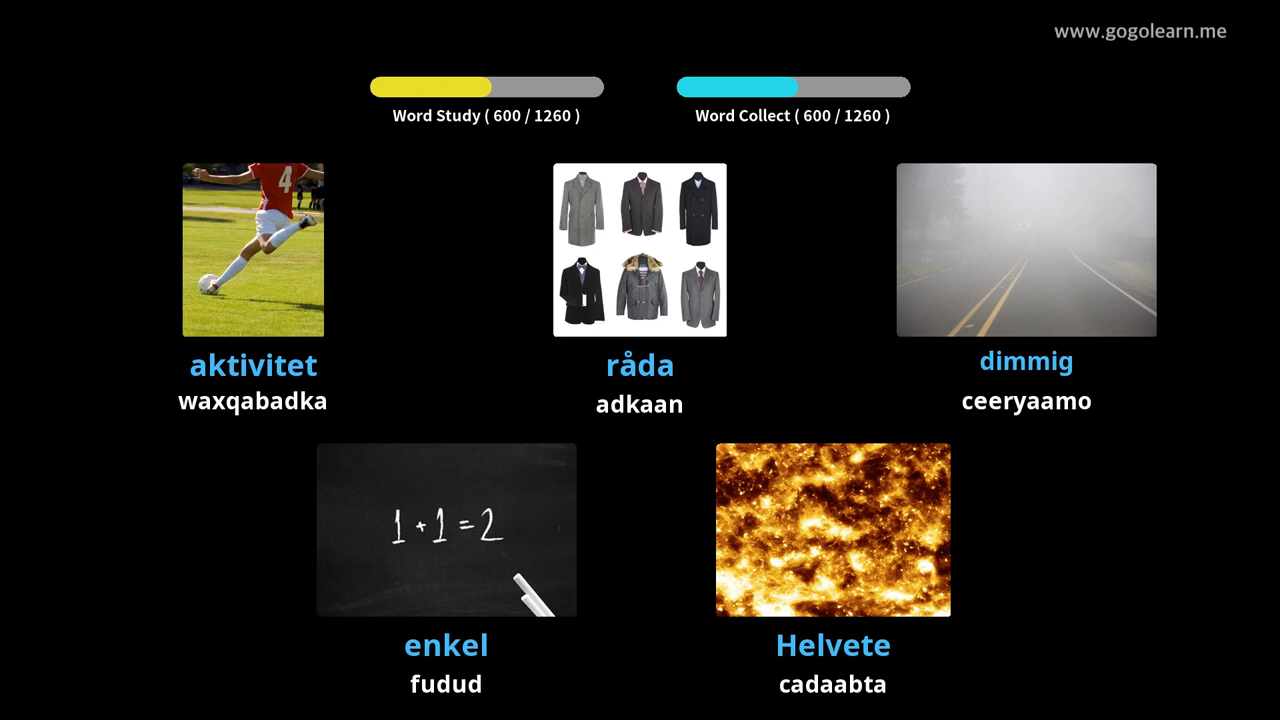 www.gogolearn.me
Word Study ( 600 / 1260 )
Word Collect ( 600 / 1260 )
4
aktivitet
waxqabadka
råda
adkaan
dimmig
ceeryaamo
1 + 1 = 2
enkel
fudud
Helvete
cadaabta